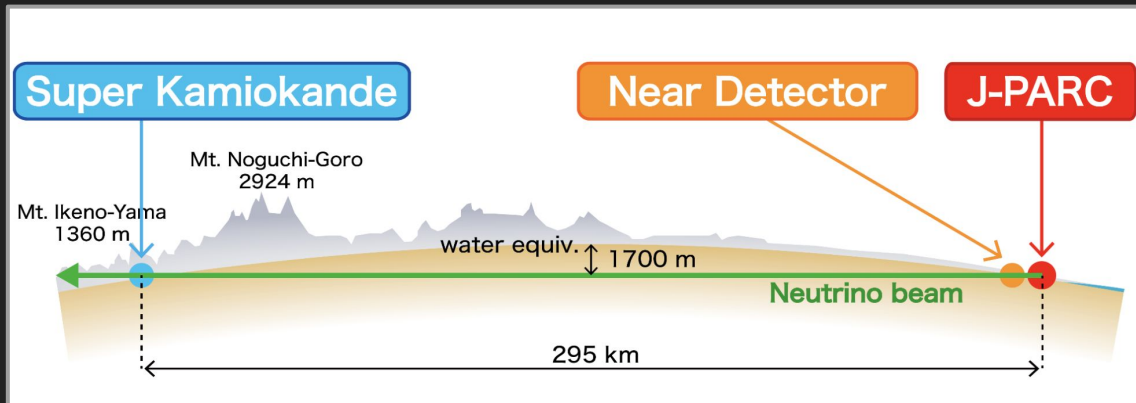 Super Kamiokande
Near Detector
J-PARC
Mt. Noguchi-Goro
2924 m
Mt. Ikeno-Yama
1360 m
water equiv.
1700 m
Neutrino beam
295 km